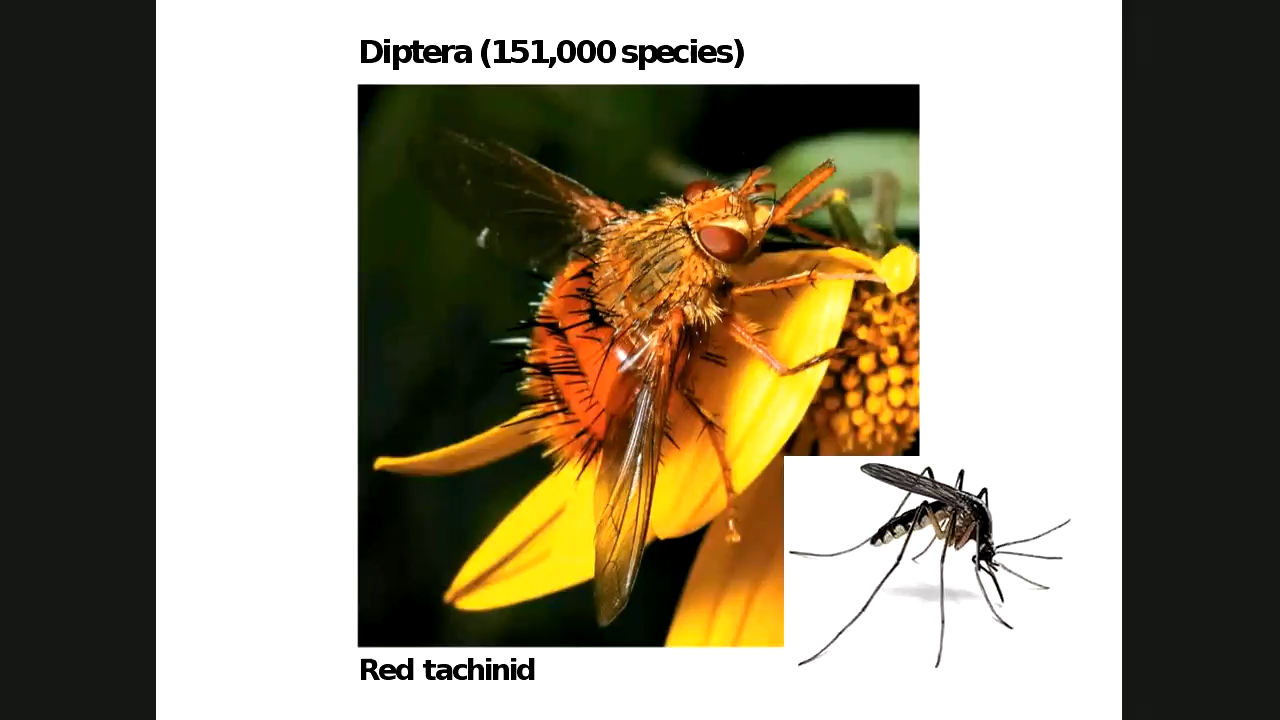 Diptera (151,000 species)
Red tachinid